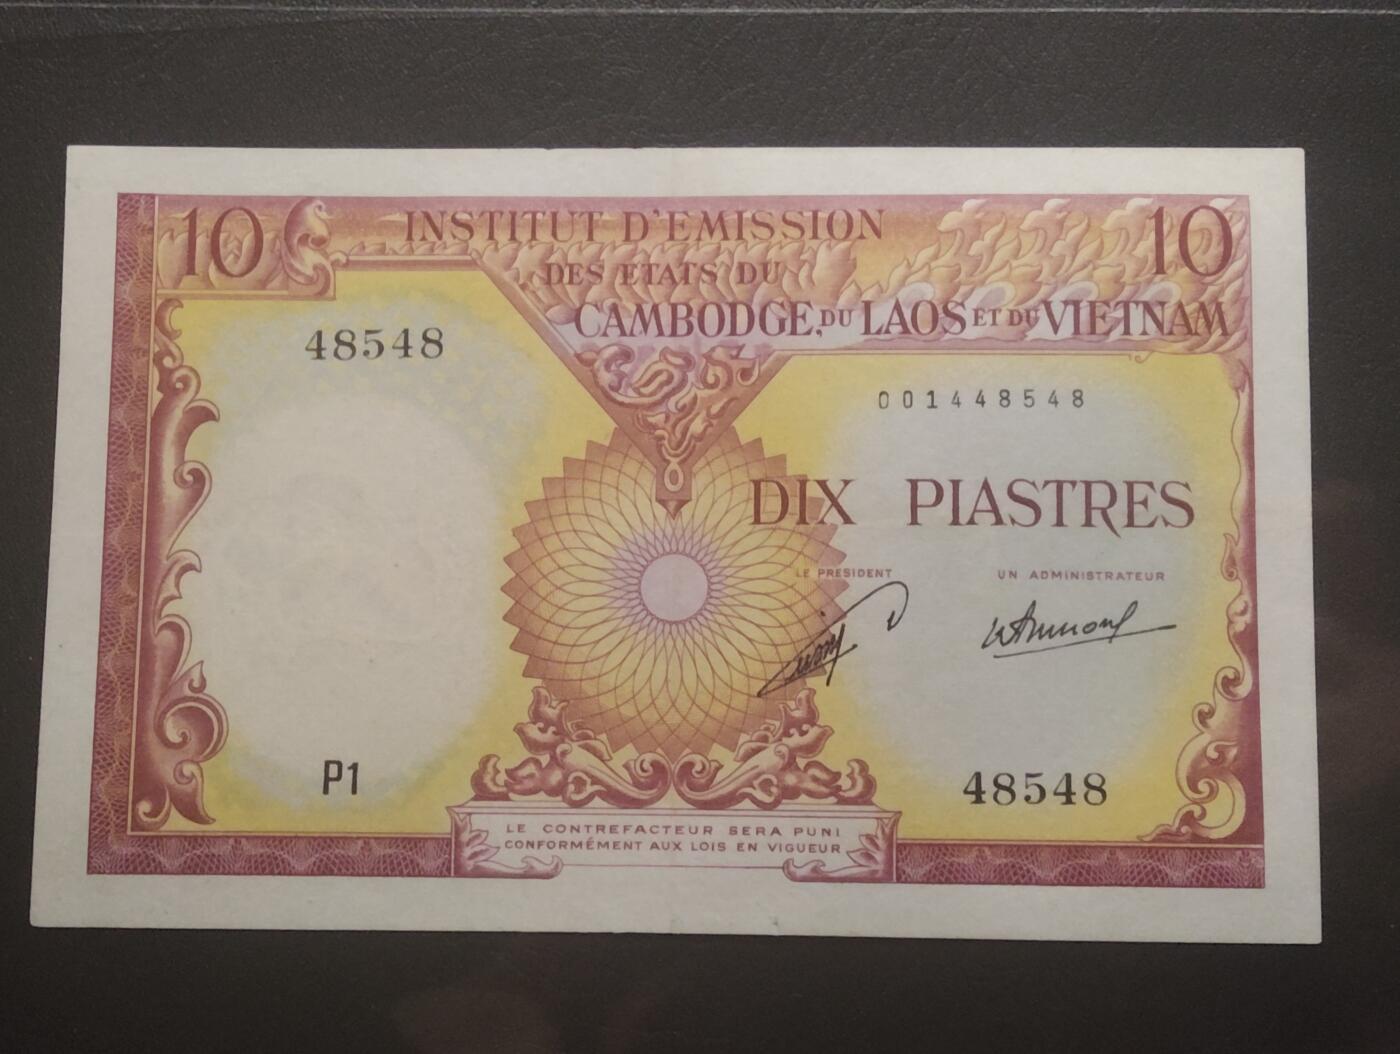 10 INSTITUT D'EMISSION 10
DES ETATS DU
CAMBODGE, DU LAOS ET DU VIETNAM
48548
001448548
DIX PIASTRES
LE PRESIDENT UN ADMINISTRATEUR
P1
48548
LE CONTREFACTEUR SERA PUNI
CONFORMÉMENT AUX LOIS EN VIGUEUR